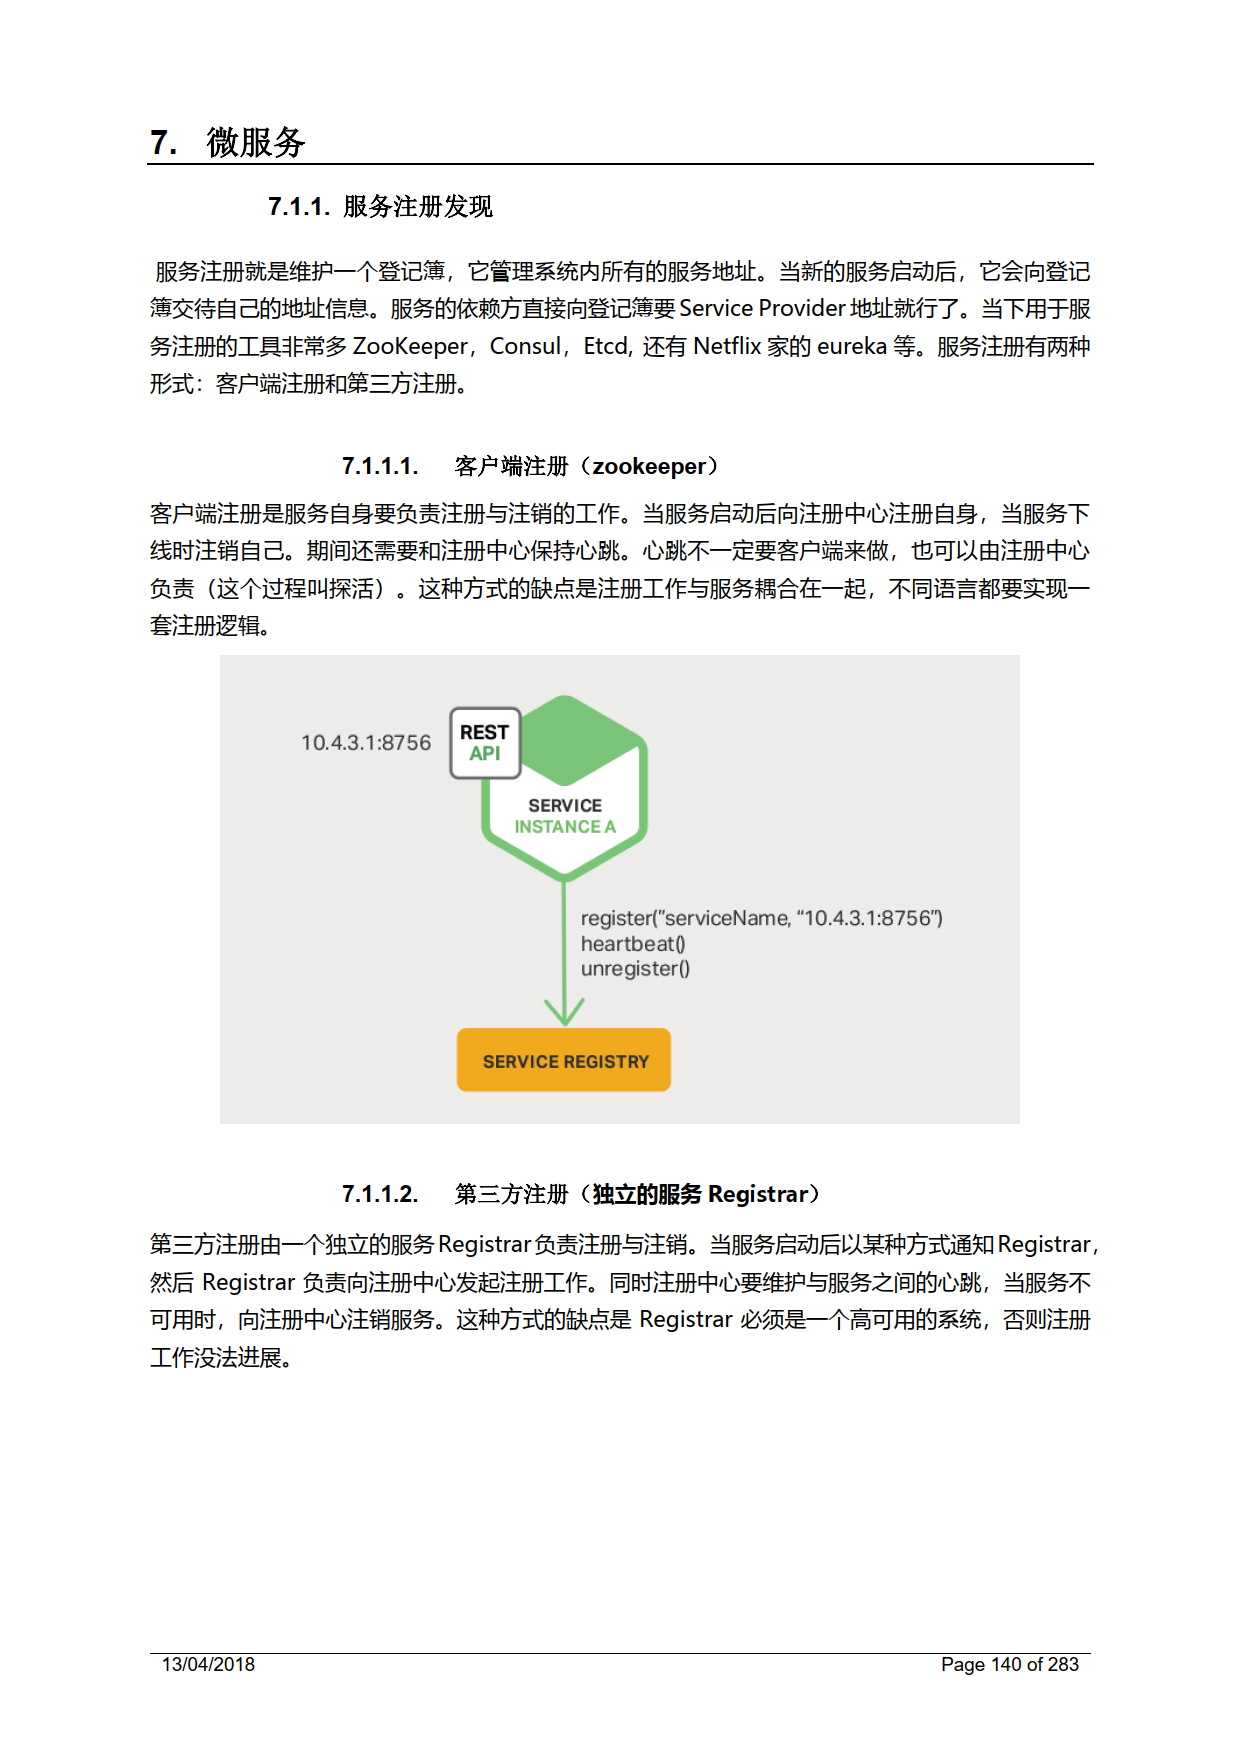 7. 微服务
7.1.1. 服务注册发现
服务注册就是维护一个登记簿，它管理系统内所有的服务地址。当新的服务启动后，它会向登记
簿交待自己的地址信息。服务的依赖方直接向登记簿要 Service Provider 地址就行了。当下用于服
务注册的工具非常多 ZooKeeper，Consul，Etcd, 还有 Netflix 家的 eureka 等。服务注册有两种
形式：客户端注册和第三方注册。
7.1.1.1. 客户端注册（zookeeper）
客户端注册是服务自身要负责注册与注销的工作。当服务启动后向注册中心注册自身，当服务下
线时注销自己。期间还需要和注册中心保持心跳。心跳不一定要客户端来做，也可以由注册中心
负责（这个过程叫探活）。这种方式的缺点是注册工作与服务耦合在一起，不同语言都要实现一
套注册逻辑。
10.4.3.1:8756
REST
API
SERVICE
INSTANCE A
register("serviceName, "10.4.3.1:8756")
heartbeat()
unregister()
SERVICE REGISTRY
7.1.1.2. 第三方注册（独立的服务 Registrar）
第三方注册由一个独立的服务Registrar负责注册与注销。当服务启动后以某种方式通知Registrar，
然后 Registrar 负责向注册中心发起注册工作。同时注册中心要维护与服务之间的心跳，当服务不
可用时，向注册中心注销服务。这种方式的缺点是 Registrar 必须是一个高可用的系统，否则注册
工作没法进展。
13/04/2018
Page 140 of 283